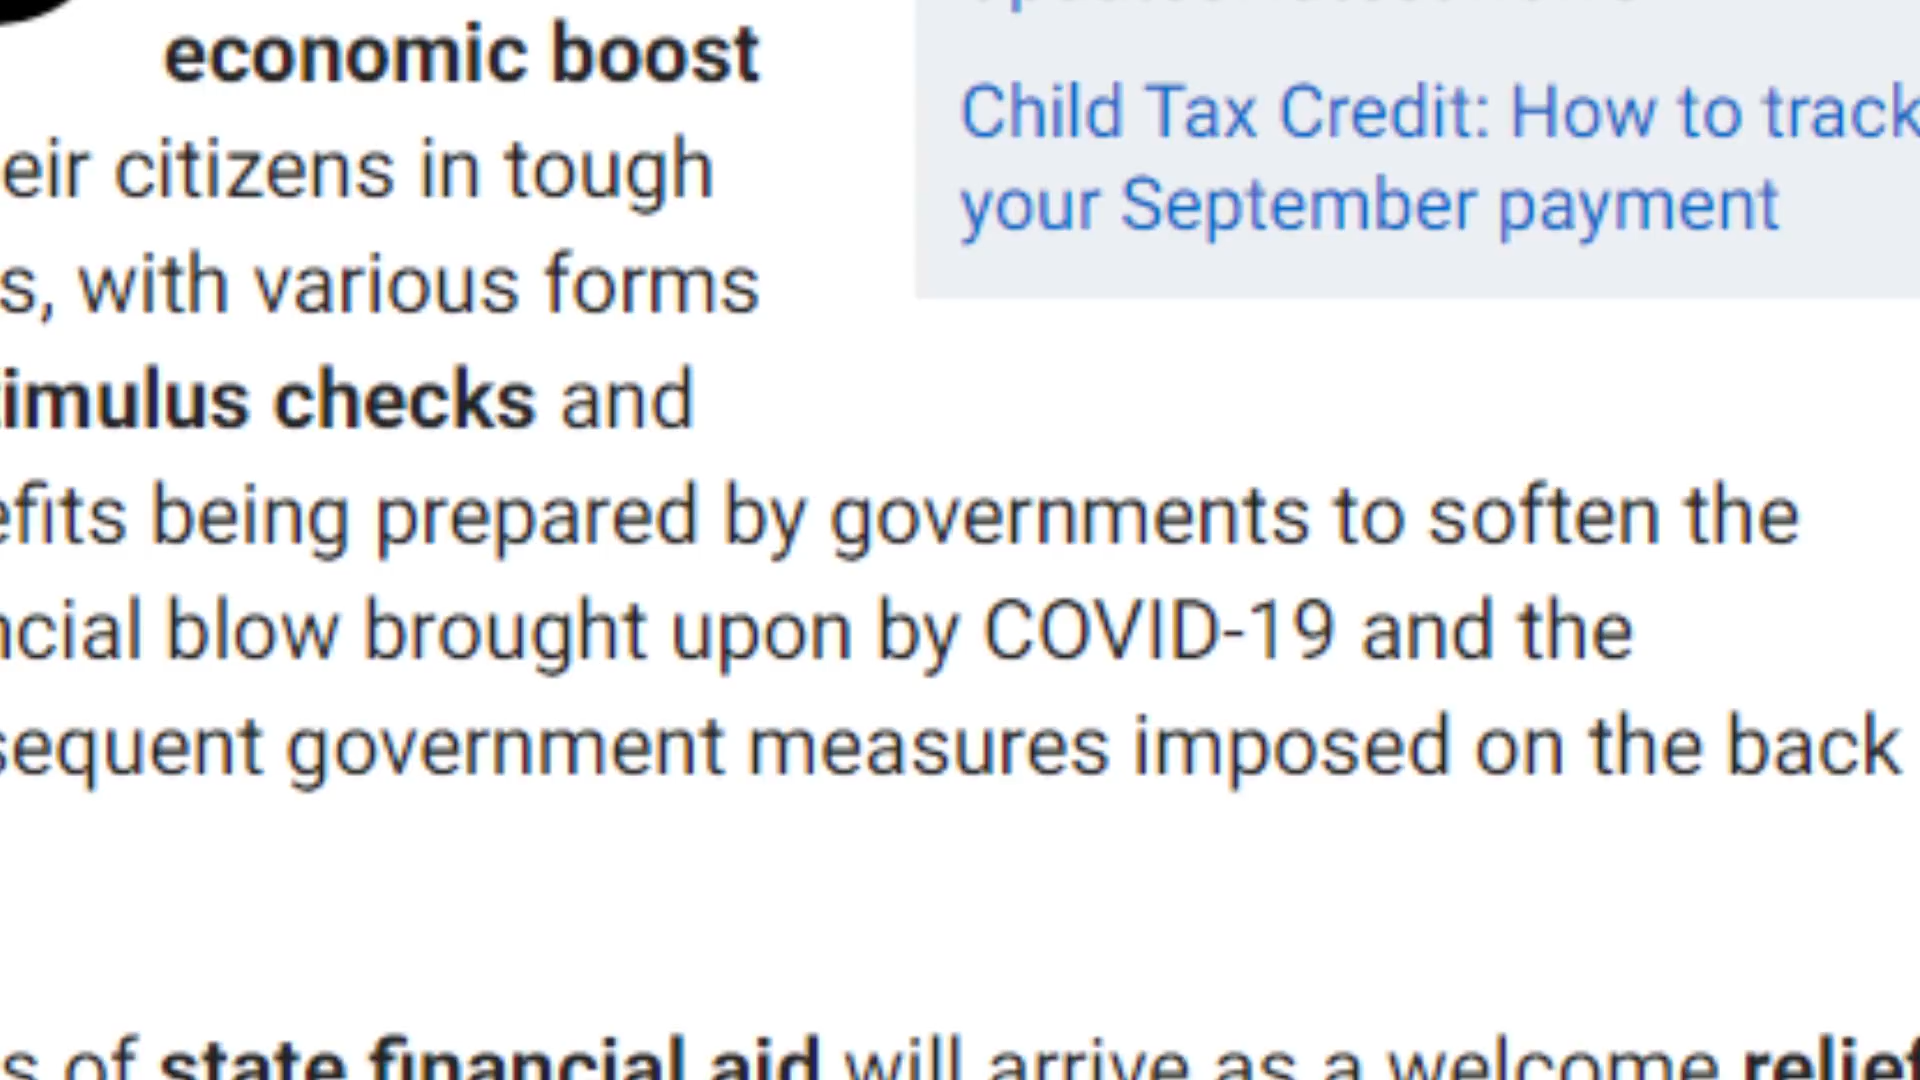 economic boost
eir citizens in tough
s, with various forms
timulus checks and
efits being prepared by governments to soften the
ncial blow brought upon by COVID-19 and the
sequent government measures imposed on the back
s of state financial aid will arrive as a welcome relief
Child Tax Credit: How to track
your September payment